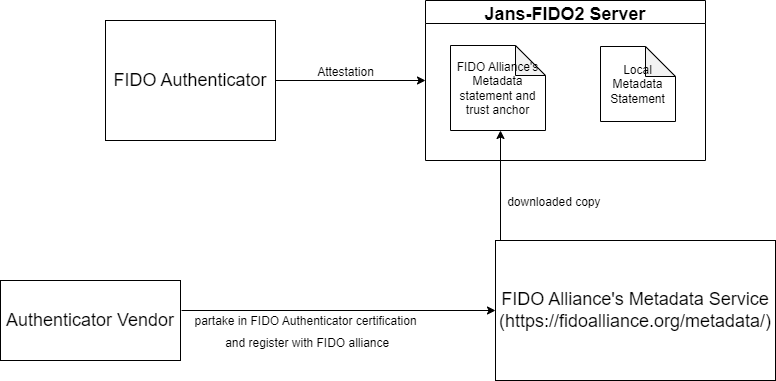 Jans-FIDO2 Server
FIDO Authenticator
Attestation
FIDO Alliance's
Metadata
statement and
trust anchor
Local
Metadata
Statement
downloaded copy
Authenticator Vendor
partake in FIDO Authenticator certification
and register with FIDO alliance
FIDO Alliance's Metadata Service
(https://fidoalliance.org/metadata/)